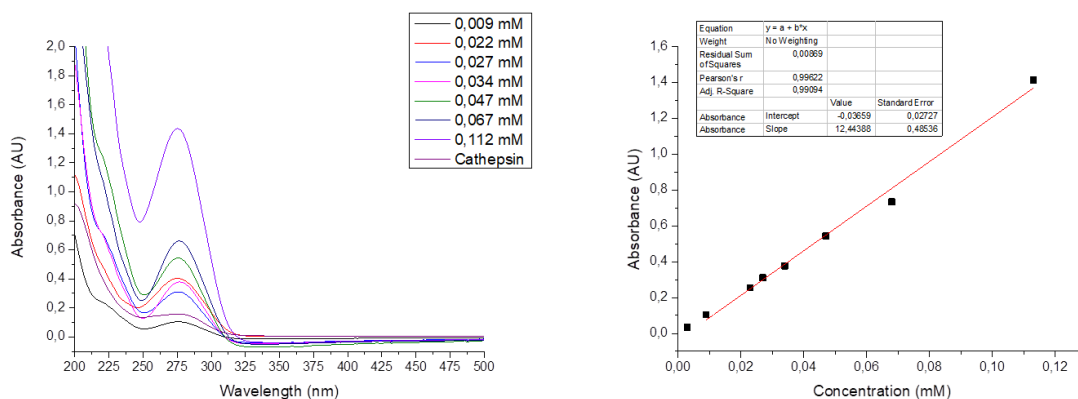 0,009 mM
0,022 mM
0,027 mM
0,034 mM
0,047 mM
0,067 mM
0,112 mM
Cathepsin
2,0
1,8
1,6
1,4
1,2
1,0
0,8
0,6
0,4
0,2
0,0
Absorbance (AU)
200 225 250 275 300 325 350 375 400 425 450 475 500
Wavelength (nm)
Equation y = a + b*x
Weight No Weighting
Residual Sum of Squares 0,00869
Pearson's r 0,99622
Adj. R-Square 0,99094
Value Standard Error
Absorbance Intercept -0,03659 0,02727
Absorbance Slope 12,44388 0,48536
1,6
1,4
1,2
1,0
0,8
0,6
0,4
0,2
0,0
Absorbance (AU)
0,00 0,02 0,04 0,06 0,08 0,10 0,12
Concentration (mM)